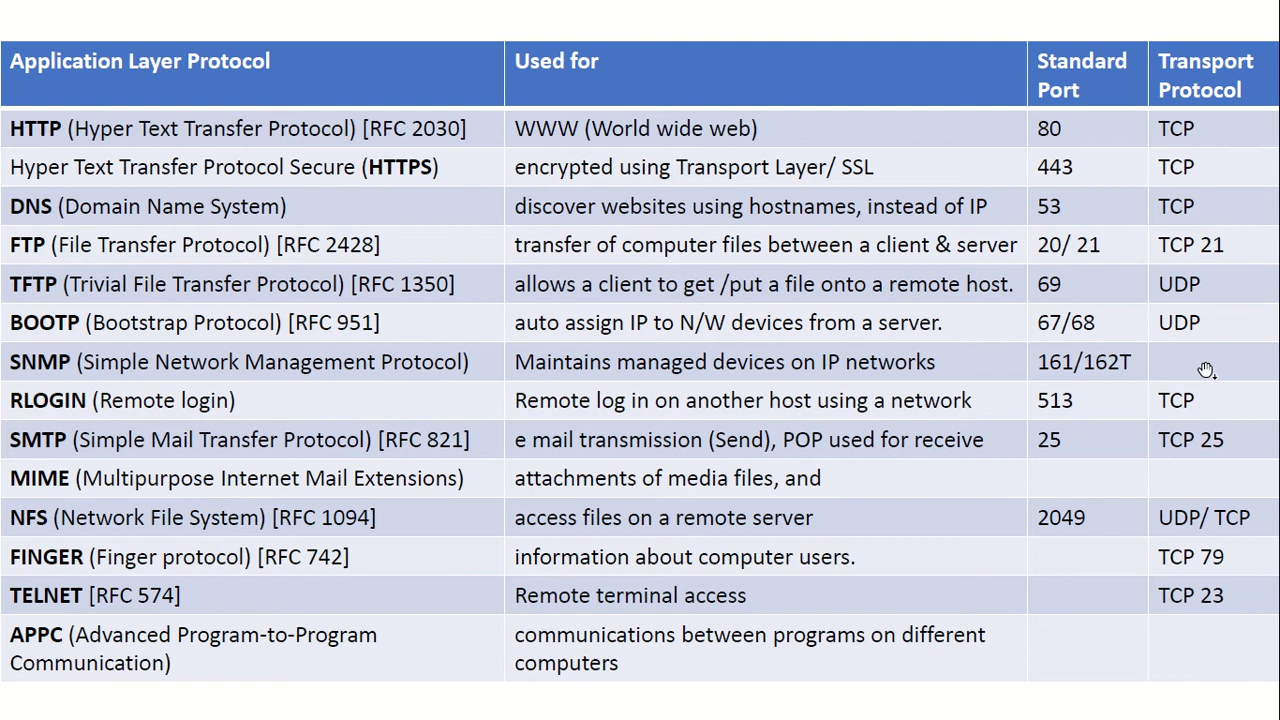 Application Layer Protocol Used for Standard Port Transport Protocol
HTTP (Hyper Text Transfer Protocol) [RFC 2030] WWW (World wide web) 80 TCP
Hyper Text Transfer Protocol Secure (HTTPS) encrypted using Transport Layer/ SSL 443 TCP
DNS (Domain Name System) discover websites using hostnames, instead of IP 53 TCP
FTP (File Transfer Protocol) [RFC 2428] transfer of computer files between a client & server 20/ 21 TCP 21
TFTP (Trivial File Transfer Protocol) [RFC 1350] allows a client to get /put a file onto a remote host. 69 UDP
BOOTP (Bootstrap Protocol) [RFC 951] auto assign IP to N/W devices from a server. 67/68 UDP
SNMP (Simple Network Management Protocol) Maintains managed devices on IP networks 161/162T
RLOGIN (Remote login) Remote log in on another host using a network 513 TCP
SMTP (Simple Mail Transfer Protocol) [RFC 821] e mail transmission (Send), POP used for receive 25 TCP 25
MIME (Multipurpose Internet Mail Extensions) attachments of media files, and
NFS (Network File System) [RFC 1094] access files on a remote server 2049 UDP/ TCP
FINGER (Finger protocol) [RFC 742] information about computer users. TCP 79
TELNET [RFC 574] Remote terminal access TCP 23
APPC (Advanced Program-to-Program Communication) communications between programs on different computers